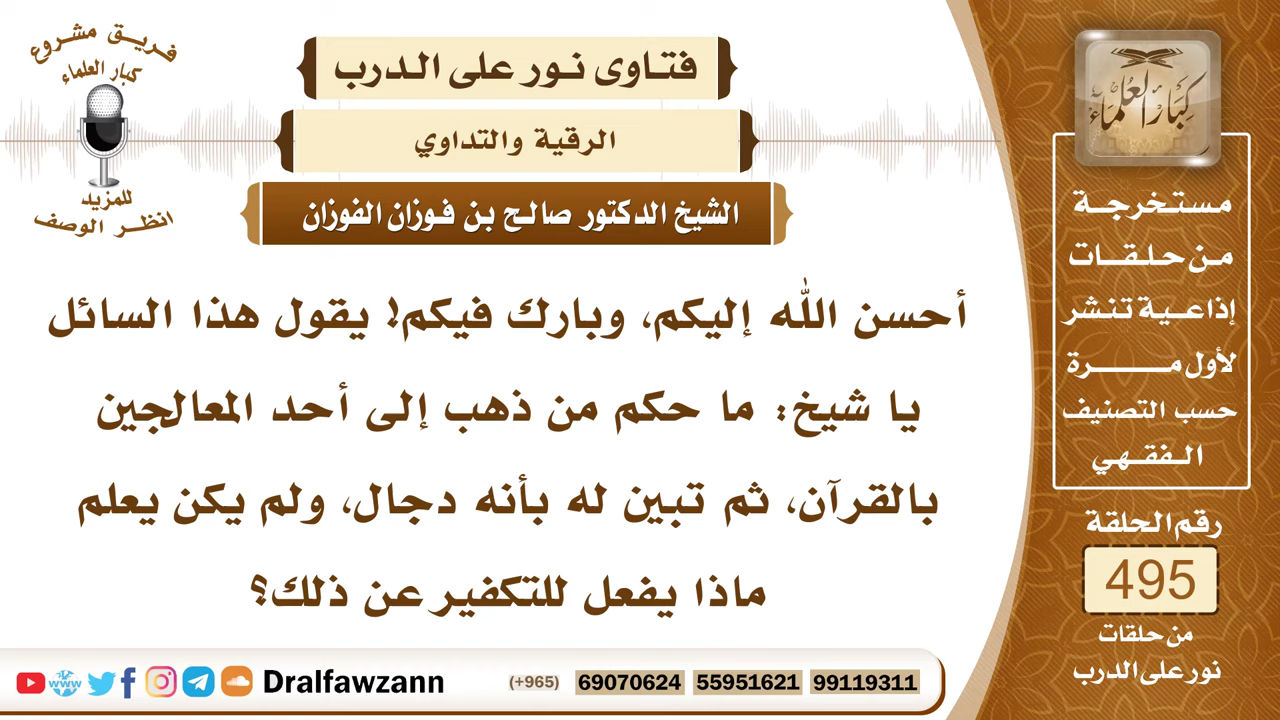 فريق مشروع
كبار العلماء
للمزيد
انظر الوصف
فتاوى نور على الدرب
الرقية والتداوي
الشيخ الدكتور صالح بن فوزان الفوزان
أحسن الله إليكم، وبارك فيكم! يقول هذا السائل
يا شيخ: ما حكم من ذهب إلى أحد المعالجين
بالقرآن، ثم تبين له بأنه دجال، ولم يكن يعلم
ماذا يفعل للتكفير عن ذلك؟
كبار العلماء
مستخرجة
من حلقات
إذاعية تنشر
لأول مرة
حسب التصنيف
الفقهي
رقم الحلقة
495
من حلقات
نور على الدرب
www Dralfawzann (+965) 69070624 55951621 99119311